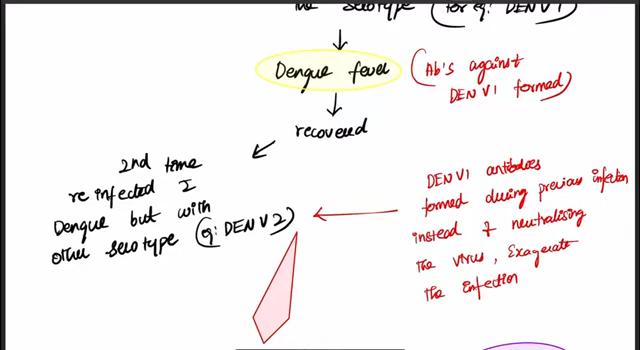 the serotype (for eg: DENV1)
Dengue fever
(Ab's against
DENV1 formed)
recovered
2nd time
reinfected I
Dengue but with
other serotype (eg: DENV2)
DENV1 antibodies
formed during previous infection
instead of neutralising
the virus, Exagerate
the infection